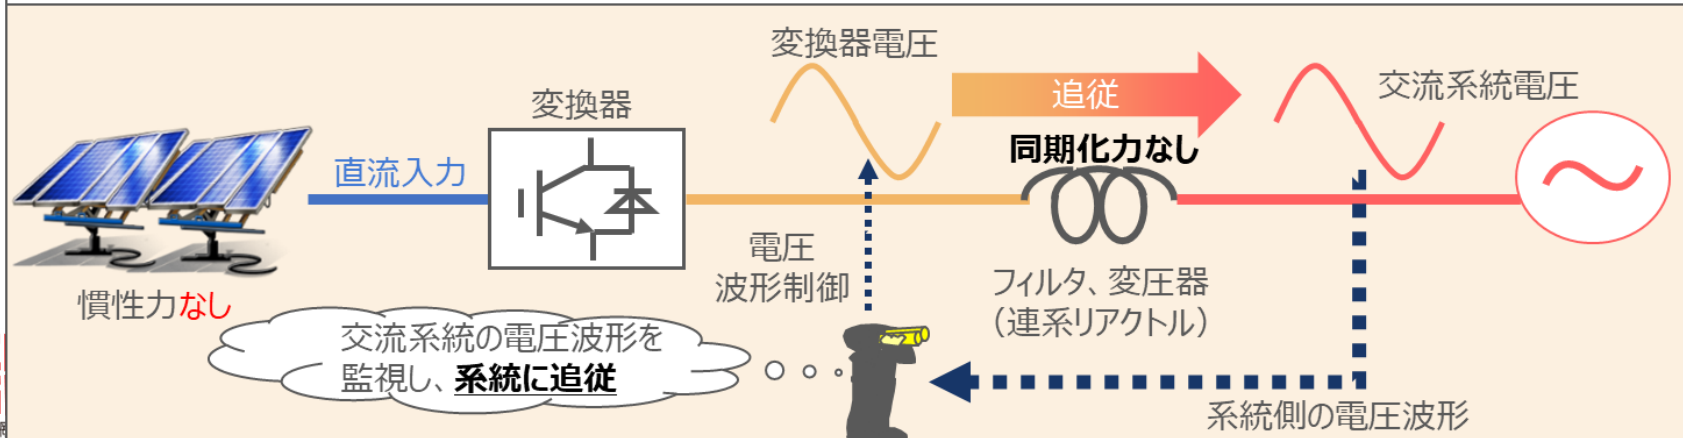 変換器電圧
追従
交流系統電圧
変換器
同期化力なし
直流入力
電圧
波形制御
フィルタ、変圧器
（連系リアクトル）
慣性力なし
交流系統の電圧波形を
監視し、系統に追従
系統側の電圧波形